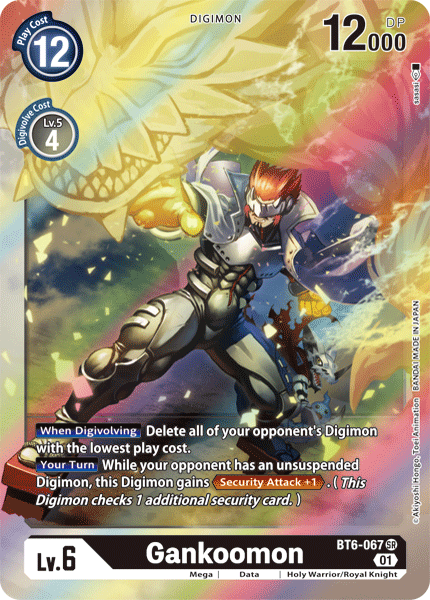 Play Cost
12
DIGIMON
12000
DP
Digivolve Cost
Lv.5
4
When Digivolving Delete all of your opponent's Digimon
with the lowest play cost.
Your Turn While your opponent has an unsuspended
Digimon, this Digimon gains Security Attack +1. (This
Digimon checks 1 additional security card.)
©Akiyoshi Hongo, Toei Animation BANDAI MADE IN JAPAN
Lv.6
Gankoomon
BT6-067 SR
01
Mega Data Holy Warrior/Royal Knight